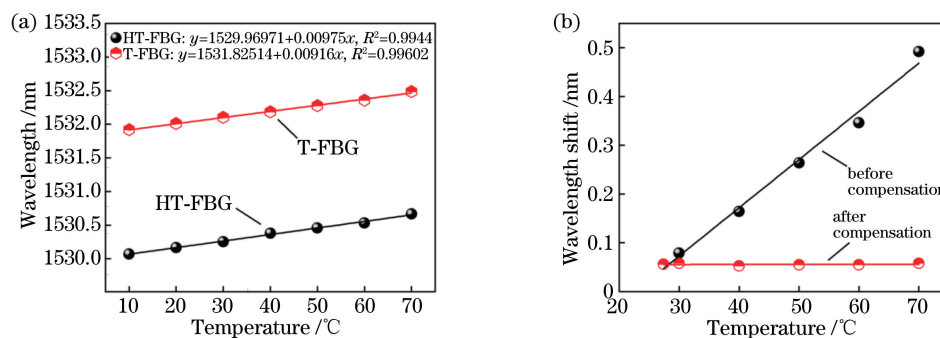 (a)
1533.5
HT-FBG: y=1529.96971+0.00975x, R²=0.9944
T-FBG: y=1531.82514+0.00916x, R²=0.99602
1533.0
1532.5
1532.0
1531.5
1531.0
1530.5
1530.0
Wavelength /nm
T-FBG
HT-FBG
10 20 30 40 50 60 70
Temperature /℃
(b)
0.5
0.4
0.3
0.2
0.1
0
Wavelength shift /nm
before
compensation
after
compensation
20 30 40 50 60 70
Temperature /℃